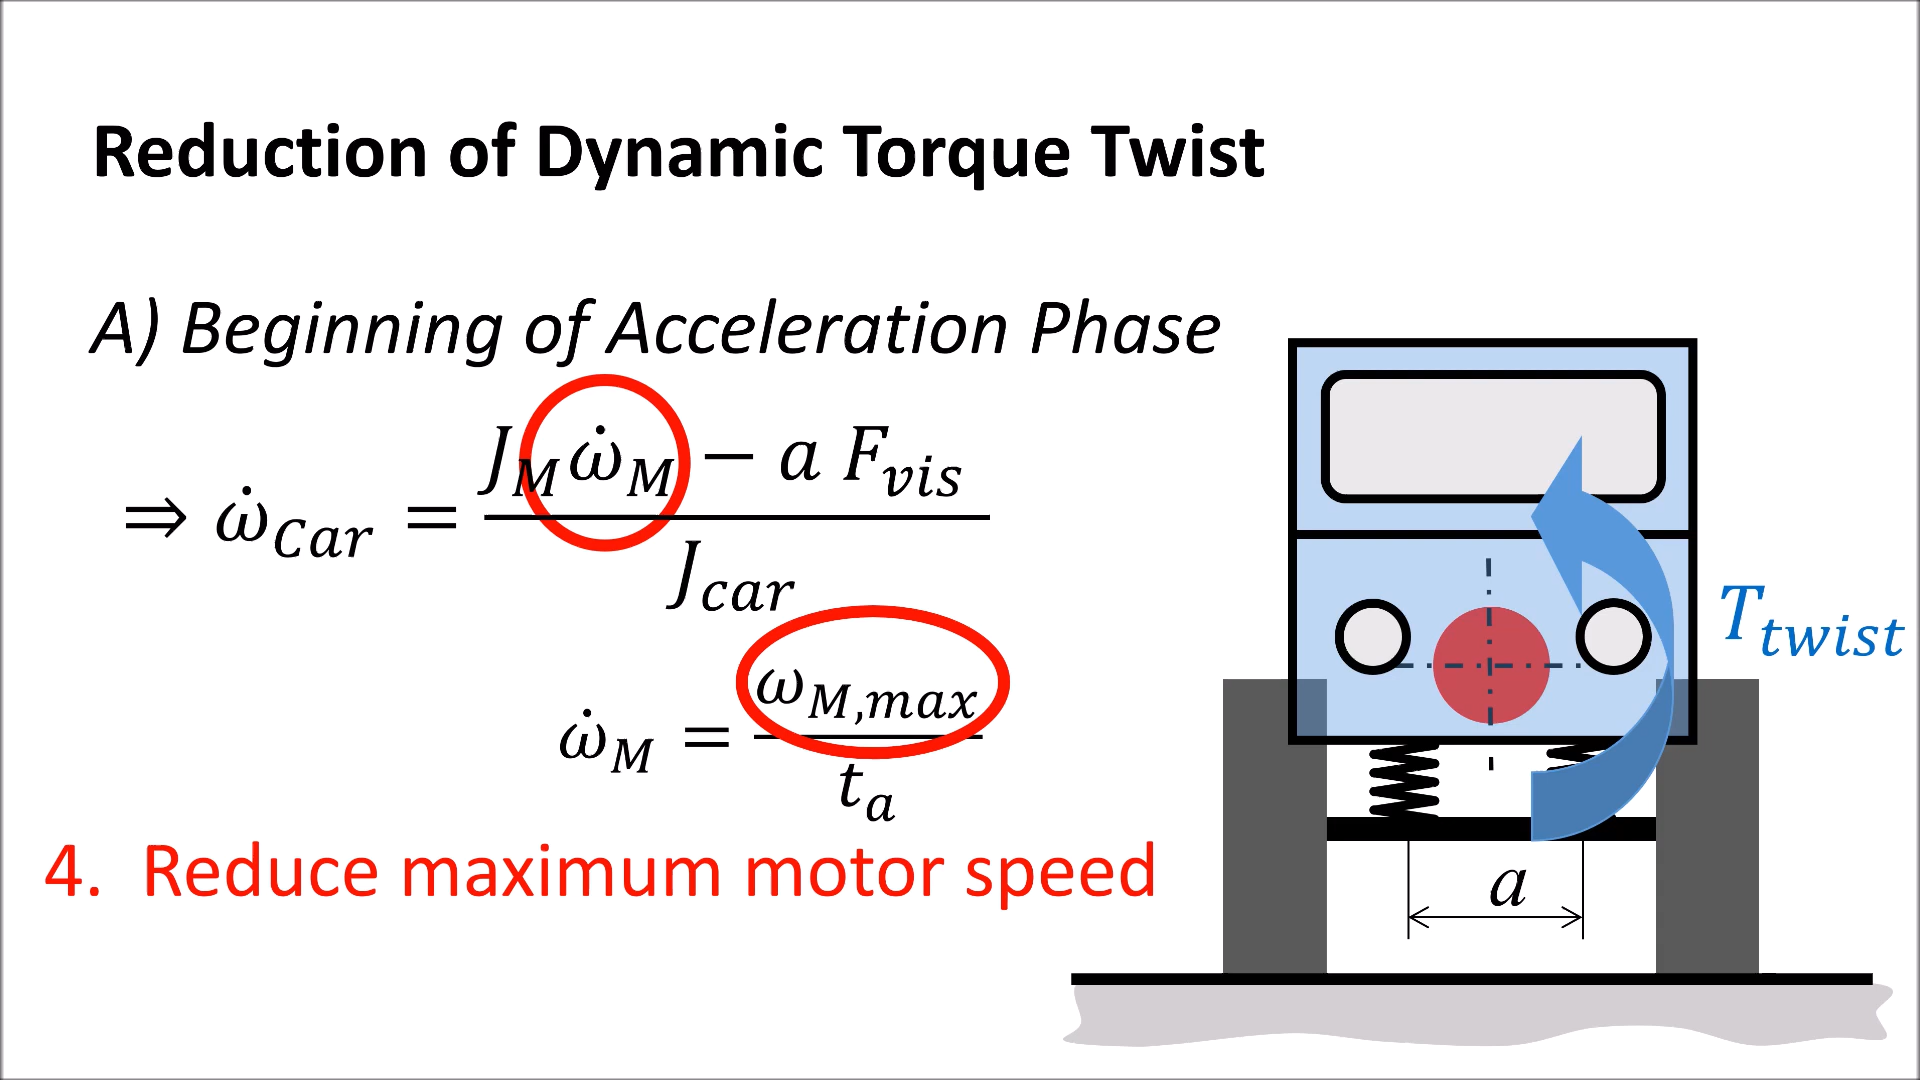 Reduction of Dynamic Torque Twist
A) Beginning of Acceleration Phase
⇒ ω̇_Car = (J_M ω̇_M − a F_vis) / J_car
ω̇_M = ω_M,max / t_a
4. Reduce maximum motor speed
T_twist
a